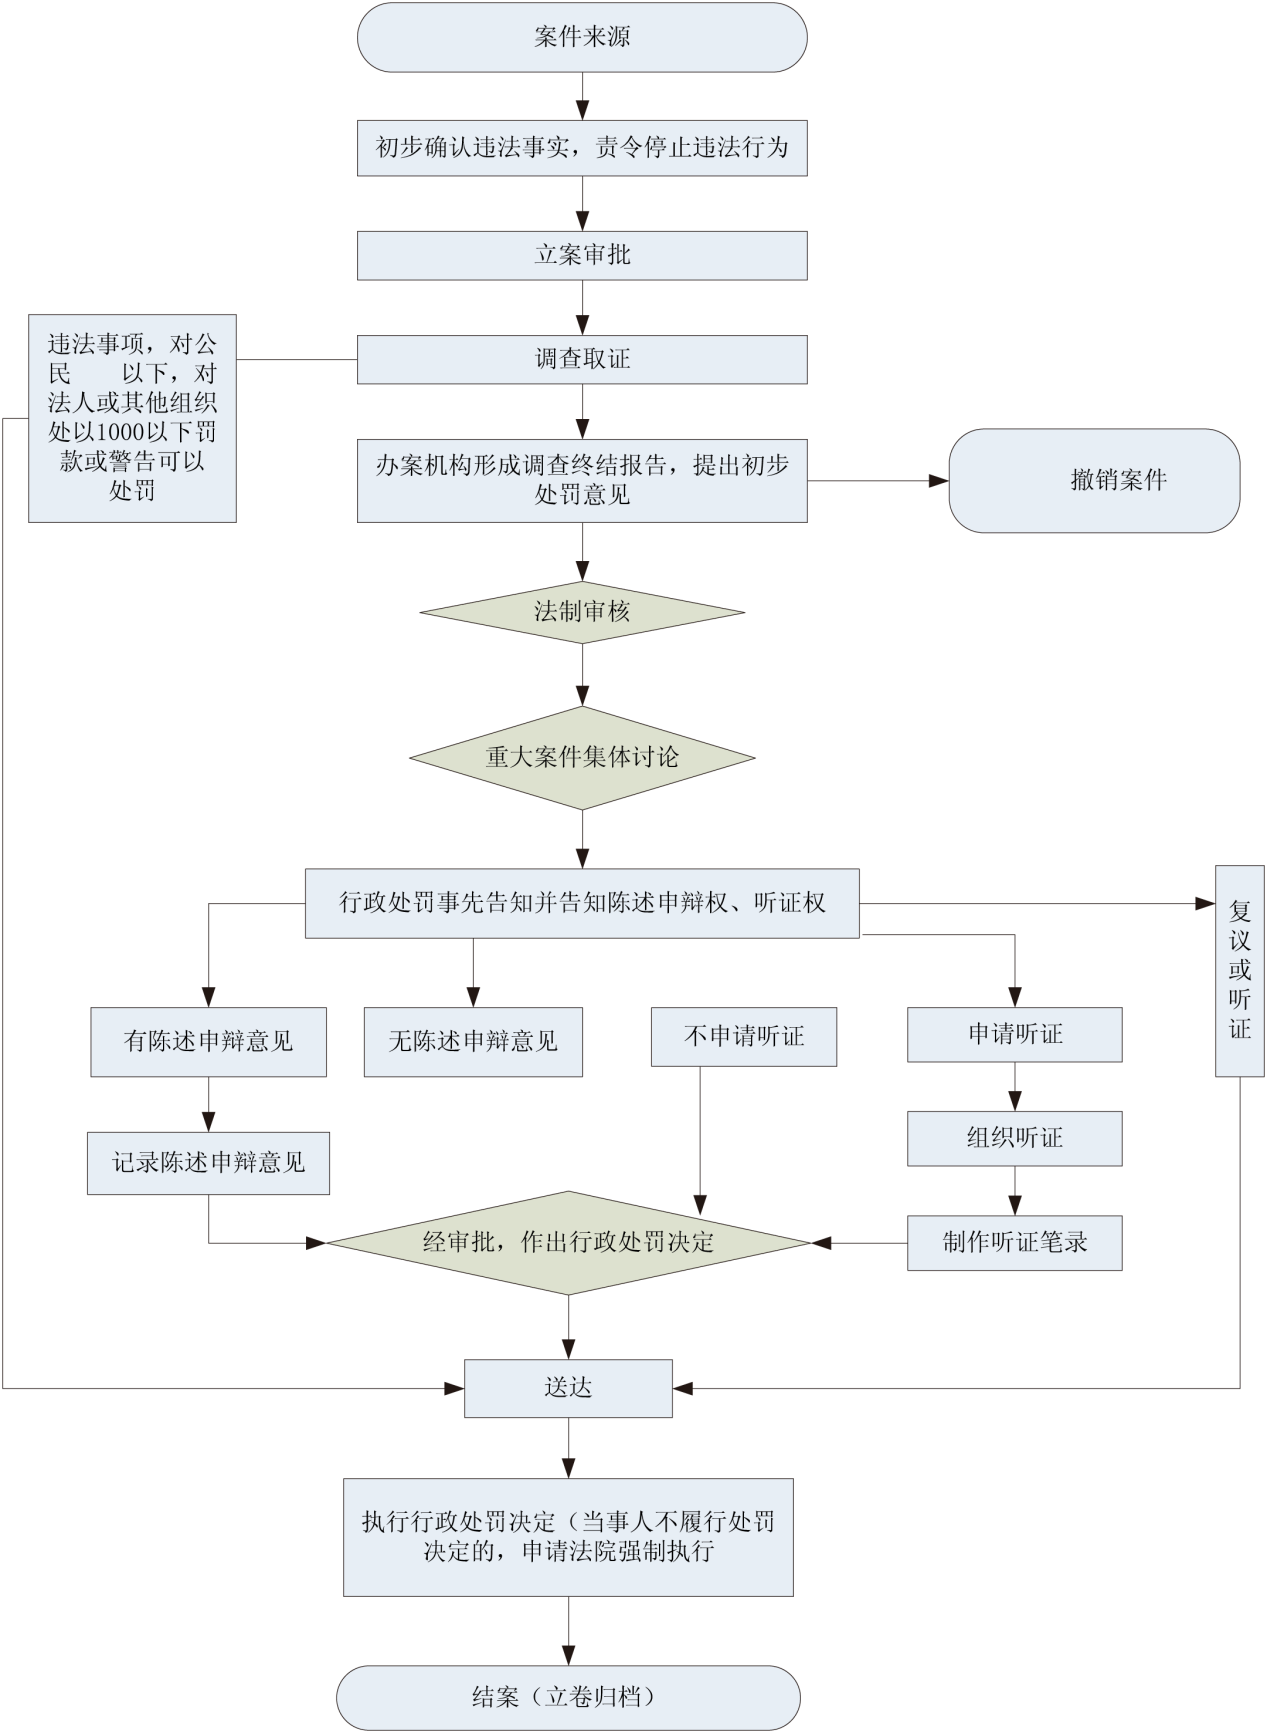 案件来源
初步确认违法事实，责令停止违法行为
立案审批
调查取证
违法事项，对公
民 以下，对
法人或其他组织
处以1000以下罚
款或警告可以
处罚
办案机构形成调查终结报告，提出初步
处罚意见
撤销案件
法制审核
重大案件集体讨论
行政处罚事先告知并告知陈述申辩权、听证权
复
议
或
听
证
有陈述申辩意见
无陈述申辩意见
不申请听证
申请听证
组织听证
记录陈述申辩意见
经审批，作出行政处罚决定
制作听证笔录
送达
执行行政处罚决定（当事人不履行处罚
决定的，申请法院强制执行
结案（立卷归档）